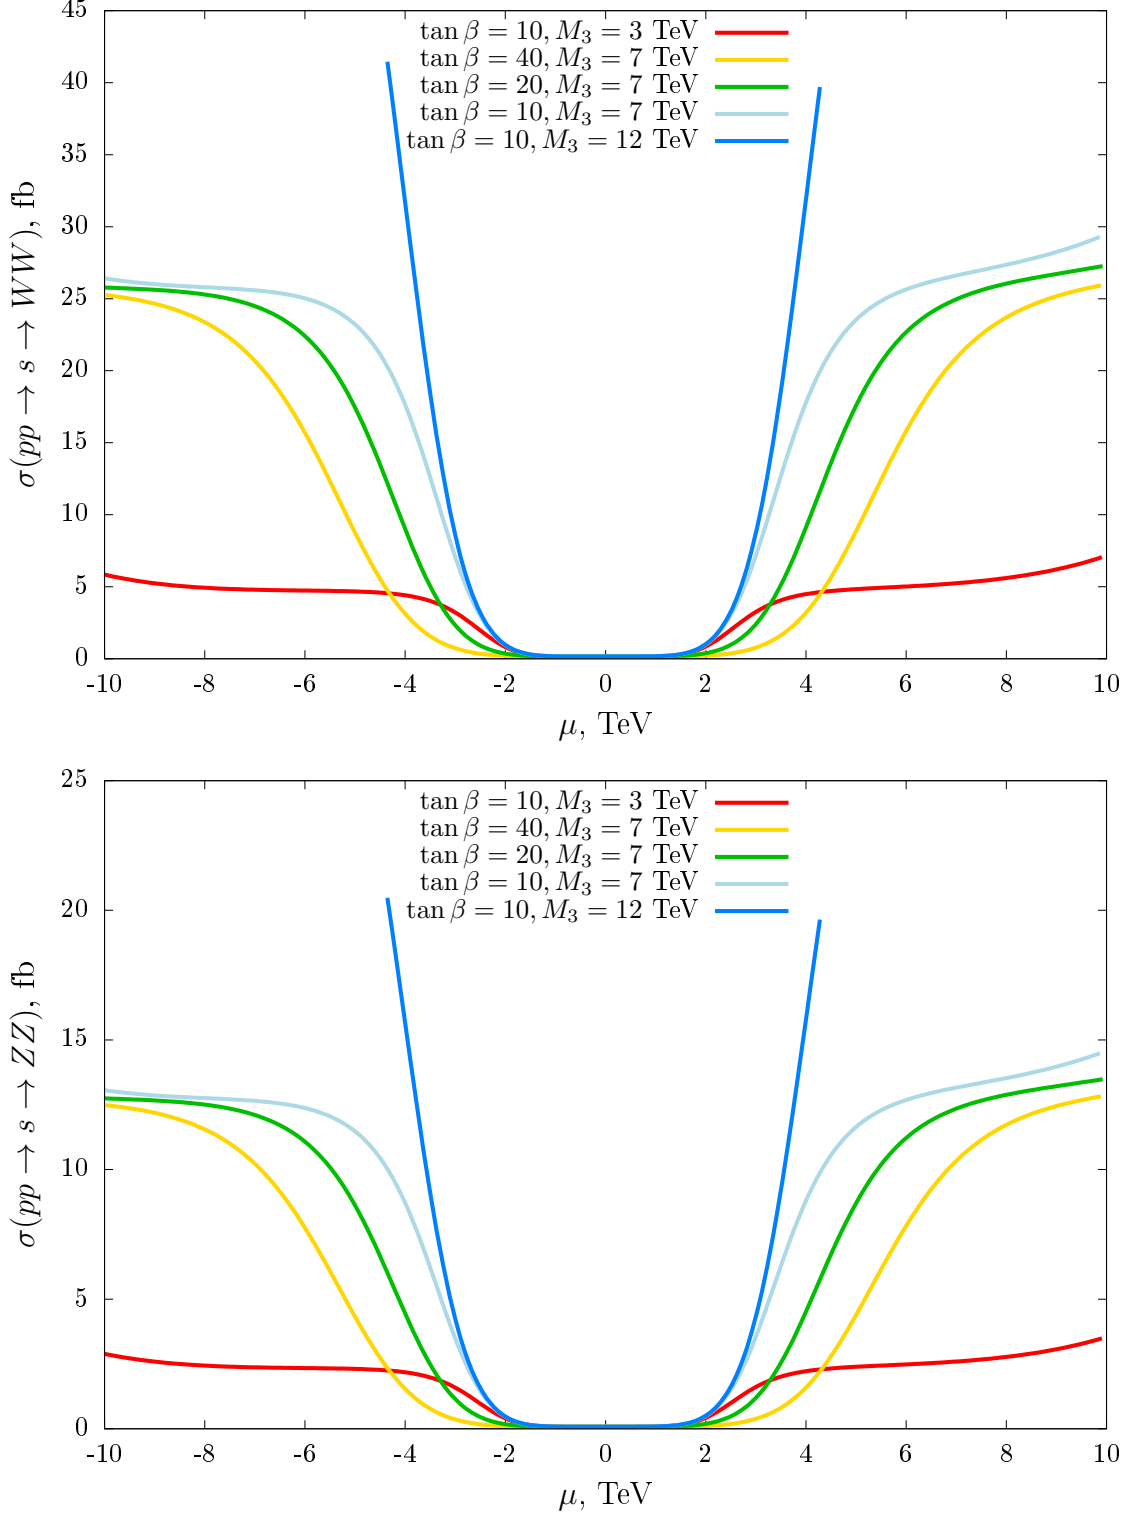 45
40
35
30
25
20
15
10
5
0
σ(pp → s → WW), fb
tan β = 10, M₃ = 3 TeV
tan β = 40, M₃ = 7 TeV
tan β = 20, M₃ = 7 TeV
tan β = 10, M₃ = 7 TeV
tan β = 10, M₃ = 12 TeV
-10 -8 -6 -4 -2 0 2 4 6 8 10
μ, TeV
25
20
15
10
5
0
σ(pp → s → ZZ), fb
tan β = 10, M₃ = 3 TeV
tan β = 40, M₃ = 7 TeV
tan β = 20, M₃ = 7 TeV
tan β = 10, M₃ = 7 TeV
tan β = 10, M₃ = 12 TeV
-10 -8 -6 -4 -2 0 2 4 6 8 10
μ, TeV